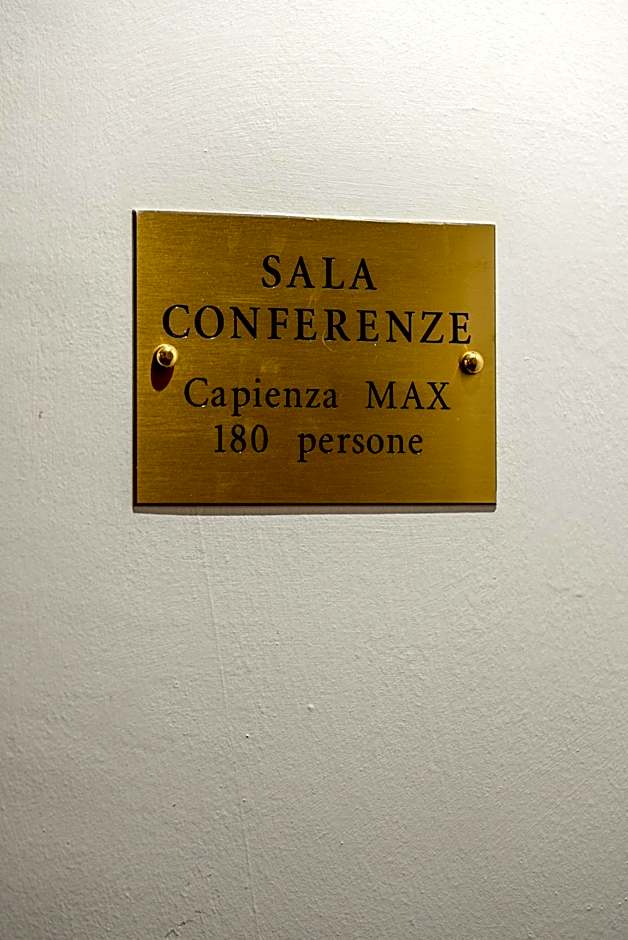 SALA
CONFERENZE
Capienza MAX
180 persone